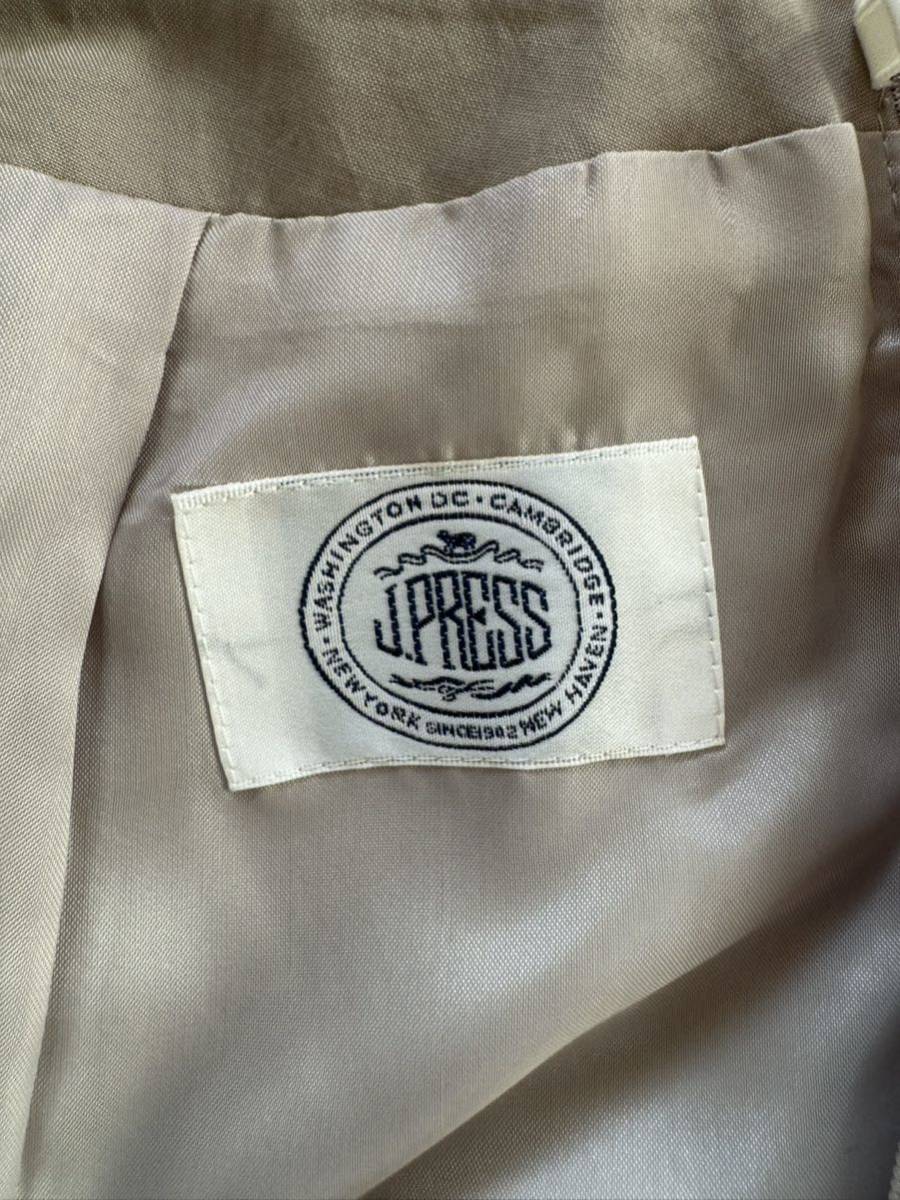 WASHINGTON DC · CAMBRIDGE ·
J.PRESS
· NEW YORK SINCE 1902 NEW HAVEN ·